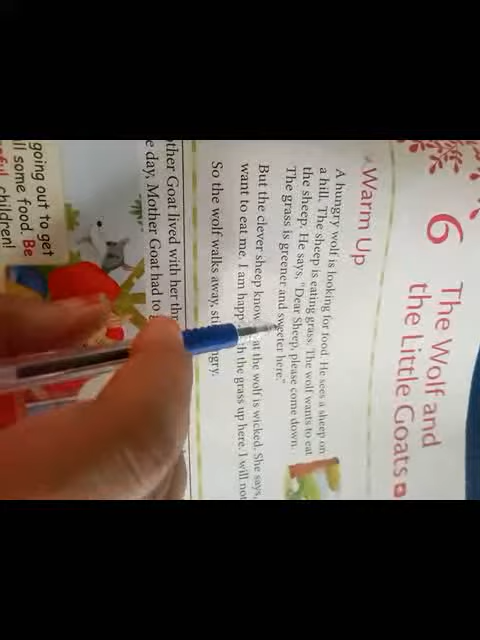 6
The Wolf and
the Little Goats
Warm Up
A hungry wolf is looking for food. He sees a sheep on
a hill. The sheep is eating grass. The wolf wants to eat
the sheep. He says, "Dear Sheep, please come down.
The grass is greener and sweeter here."
But the clever sheep know at the wolf is wicked. She says,
want to eat me. I am happ h the grass up here. I will not
So the wolf walks away, sti ngry.
ther Goat lived with her thr
e day, Mother Goat had to
going out to get
ll some food. Be
eful, children!